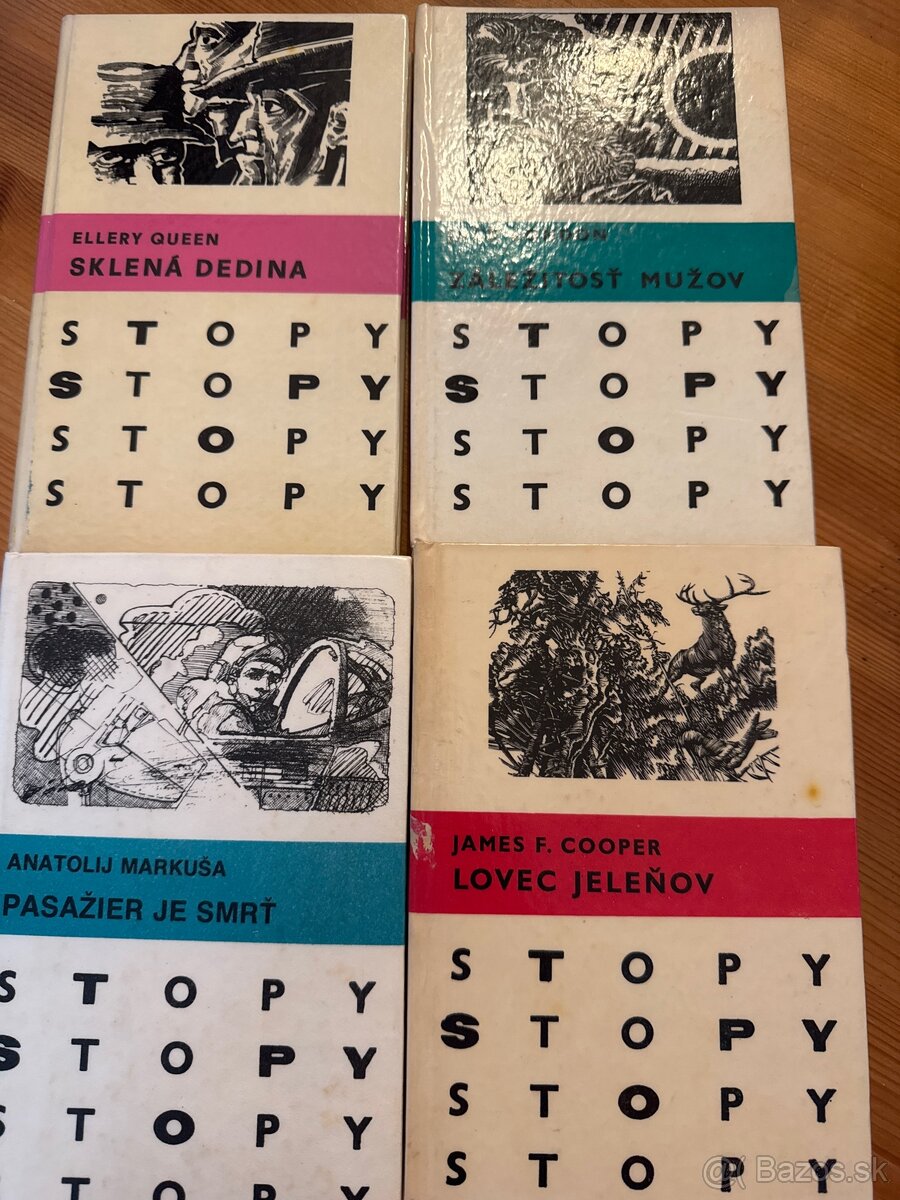 ELLERY QUEEN
SKLENÁ DEDINA
S T O P Y
S T O P Y
S T O P Y
S T O P Y
ZÁLEŽITOSŤ MUŽOV
S T O P Y
S T O P Y
S T O P Y
S T O P Y
ANATOLIJ MARKUŠA
PASAŽIER JE SMRŤ
S T O P Y
S T O P Y
S T O P Y
T O P Y
JAMES F. COOPER
LOVEC JELEŇOV
S T O P Y
S T O P Y
S T O P Y
S T O P
Bazos.sk